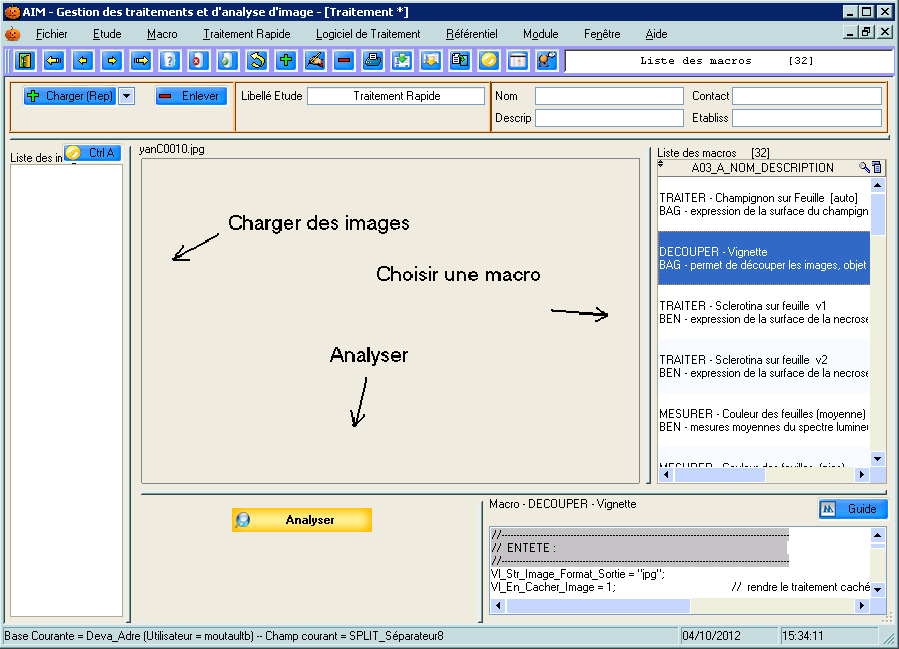 AIM - Gestion des traitements et d'analyse d'image - [Traitement *]
Fichier Etude Macro Traitement Rapide Logiciel de Traitement Référentiel Module Fenêtre Aide
Liste des macros [32]
Charger (Rep) Enlever Libellé Etude Traitement Rapide Nom Contact
Descrip Etabliss
Liste des in Ctrl A
yanC0010.jpg
Charger des images
Choisir une macro
Analyser
Liste des macros [32]
A03_A_NOM_DESCRIPTION
TRAITER - Champignon sur Feuille [auto]
BAG - expression de la surface du champign
DECOUPER - Vignette
BAG - permet de découper les images, objet
TRAITER - Sclerotina sur feuille v1
BEN - expression de la surface de la necrose
TRAITER - Sclerotina sur feuille v2
BEN - expression de la surface de la necrose
MESURER - Couleur des feuilles (moyenne)
BEN - mesures moyennes du spectre lumineu
Analyser
Macro - DECOUPER - Vignette Guide
// ENTETE :
VI_Str_Image_Format_Sortie = "jpg";
VI_En_Cacher_Image = 1; // rendre le traitement caché
Base Courante = Deva_Adre (Utilisateur = moutaultb) -- Champ courant = SPLIT_Séparateur8 04/10/2012 15:34:11